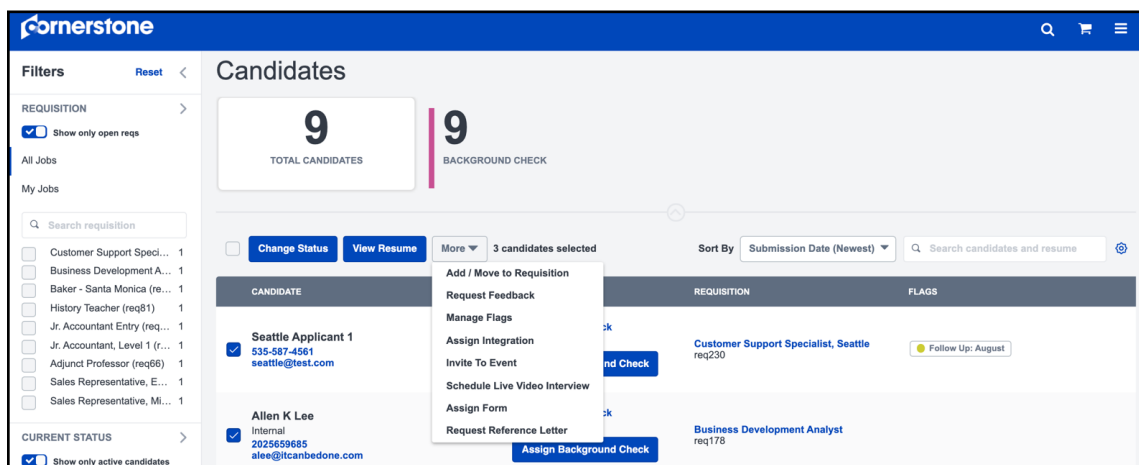 cornerstone
Filters
Reset
REQUISITION
Show only open reqs
All Jobs
My Jobs
Search requisition
Customer Support Speci... 1
Business Development A... 1
Baker - Santa Monica (re... 1
History Teacher (req81) 1
Jr. Accountant Entry (req... 1
Jr. Accountant, Level 1 (r... 1
Adjunct Professor (req66) 1
Sales Representative, E... 1
Sales Representative, Mi... 1
CURRENT STATUS
Show only active candidates
Candidates
9
TOTAL CANDIDATES
9
BACKGROUND CHECK
Change Status
View Resume
More
3 candidates selected
Sort By
Submission Date (Newest)
Search candidates and resume
Add / Move to Requisition
Request Feedback
Manage Flags
Assign Integration
Invite To Event
Schedule Live Video Interview
Assign Form
Request Reference Letter
CANDIDATE
REQUISITION
FLAGS
Seattle Applicant 1
535-587-4561
seattle@test.com
ck
nd Check
Customer Support Specialist, Seattle
req230
Follow Up: August
Allen K Lee
Internal
2025659685
alee@itcanbedone.com
ck
Assign Background Check
Business Development Analyst
req178